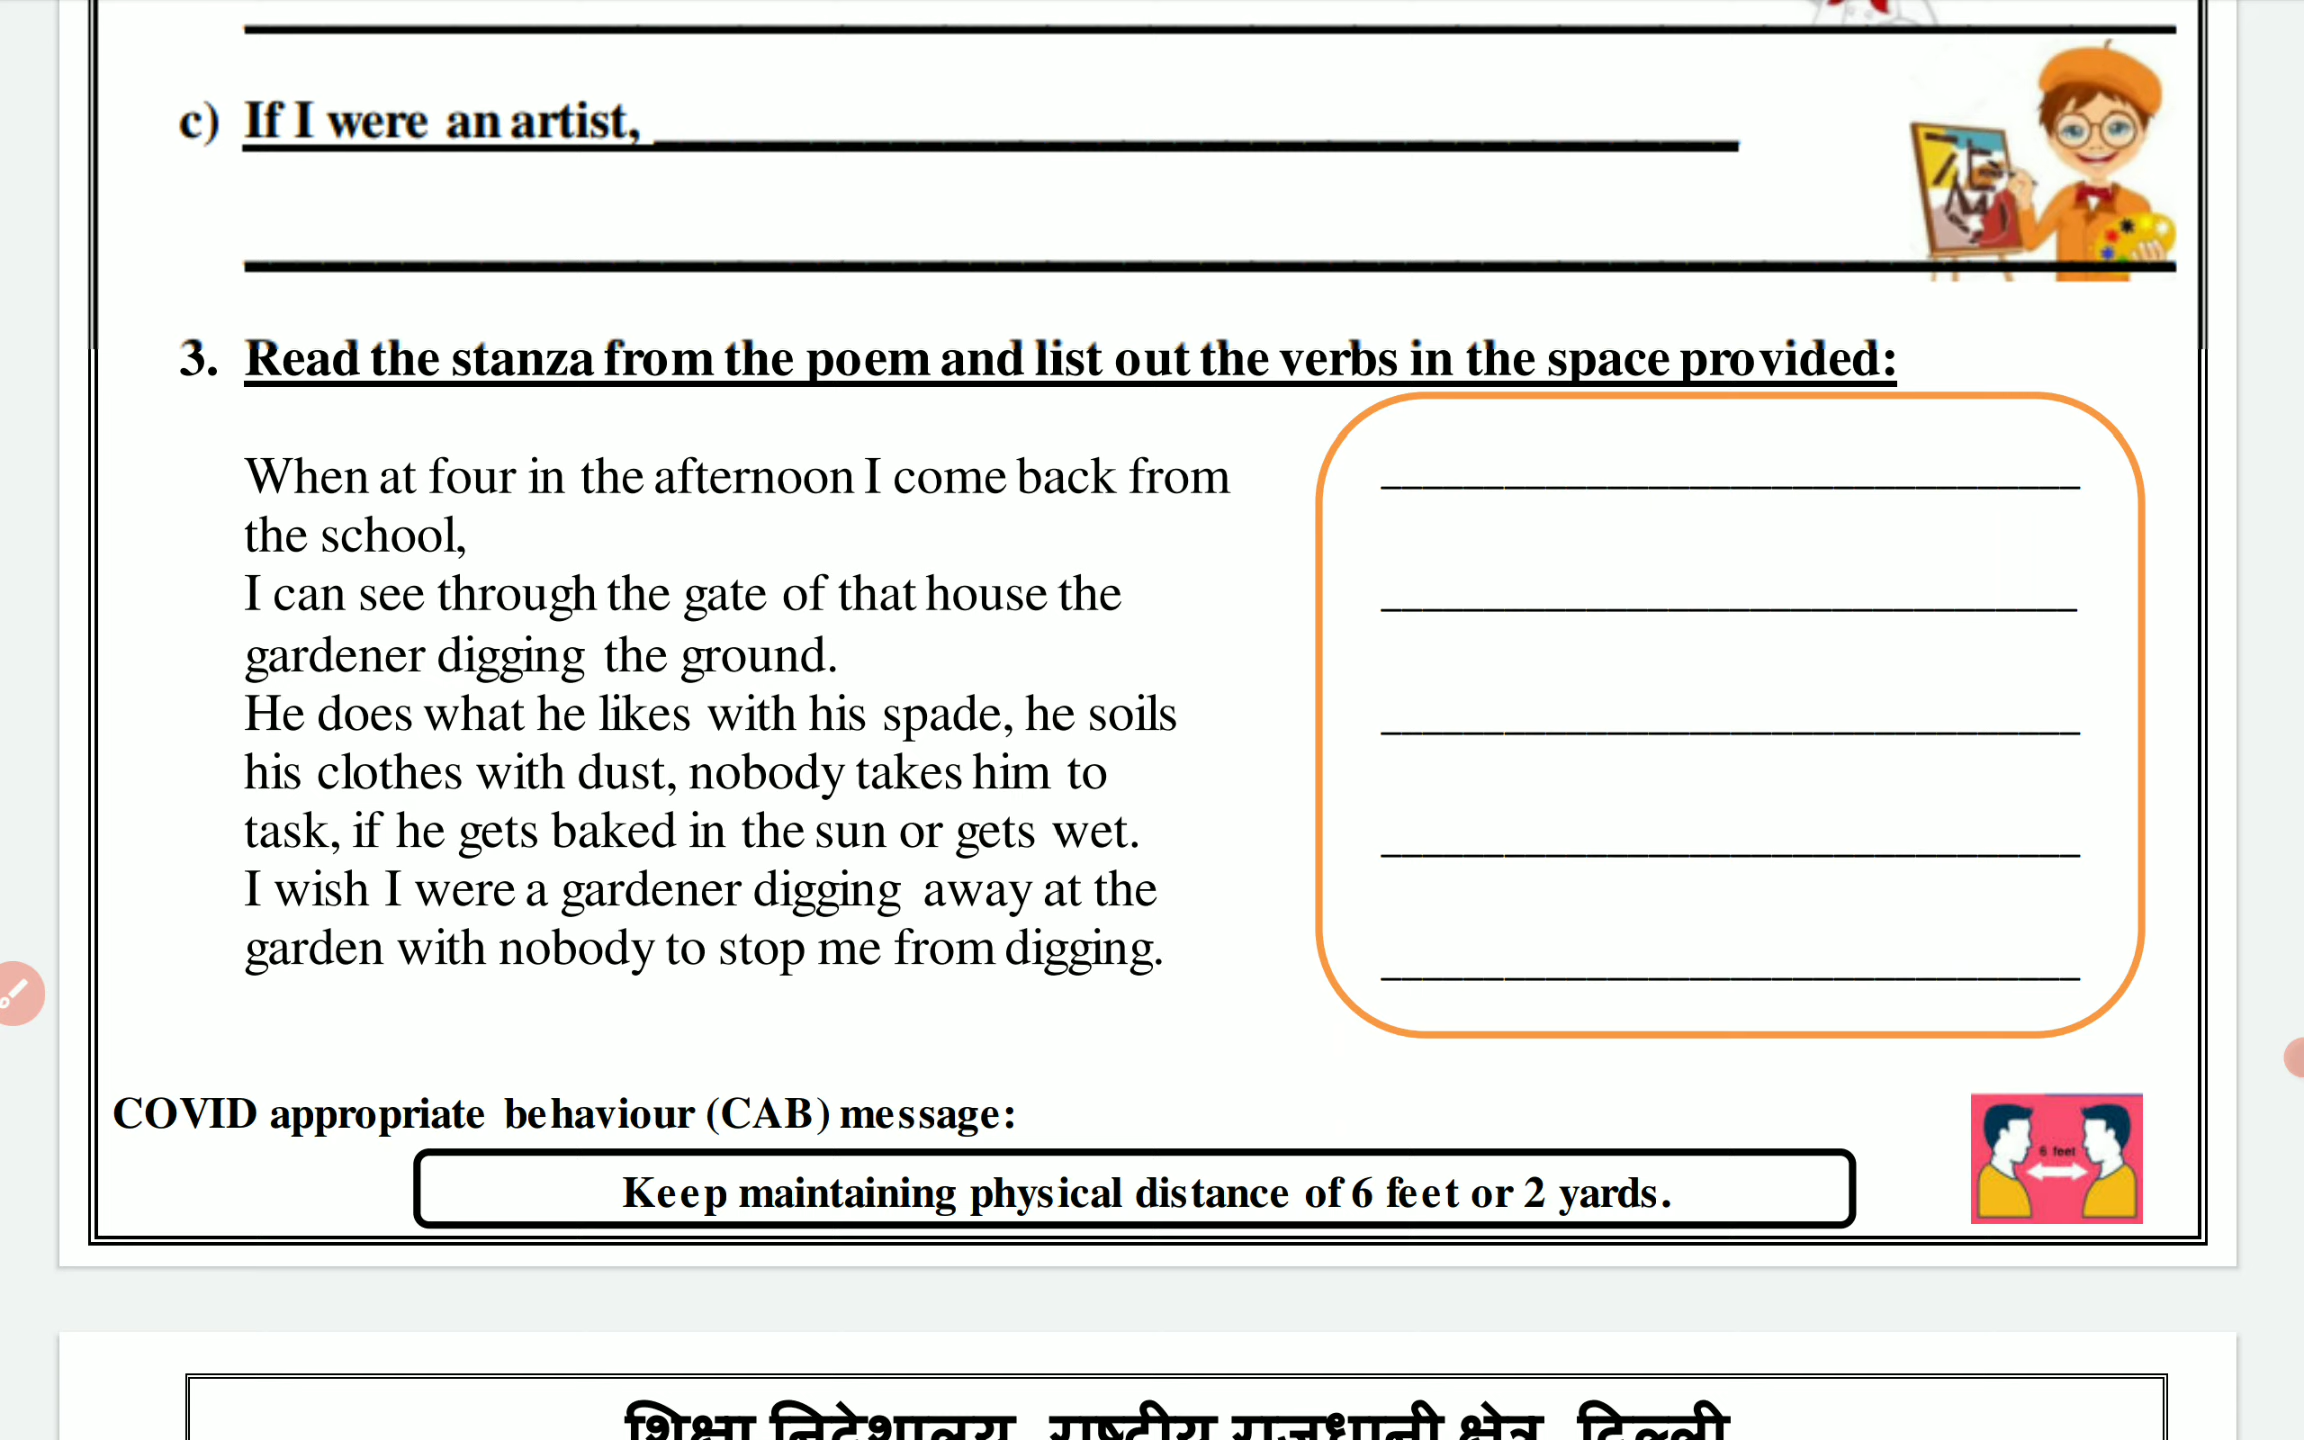 c) If I were an artist,
3. Read the stanza from the poem and list out the verbs in the space provided:
When at four in the afternoon I come back from
the school,
I can see through the gate of that house the
gardener digging the ground.
He does what he likes with his spade, he soils
his clothes with dust, nobody takes him to
task, if he gets baked in the sun or gets wet.
I wish I were a gardener digging away at the
garden with nobody to stop me from digging.
COVID appropriate behaviour (CAB) message:
6 feet
Keep maintaining physical distance of 6 feet or 2 yards.
शिक्षा निदेशालय, राष्ट्रीय राजधानी क्षेत्र, दिल्ली